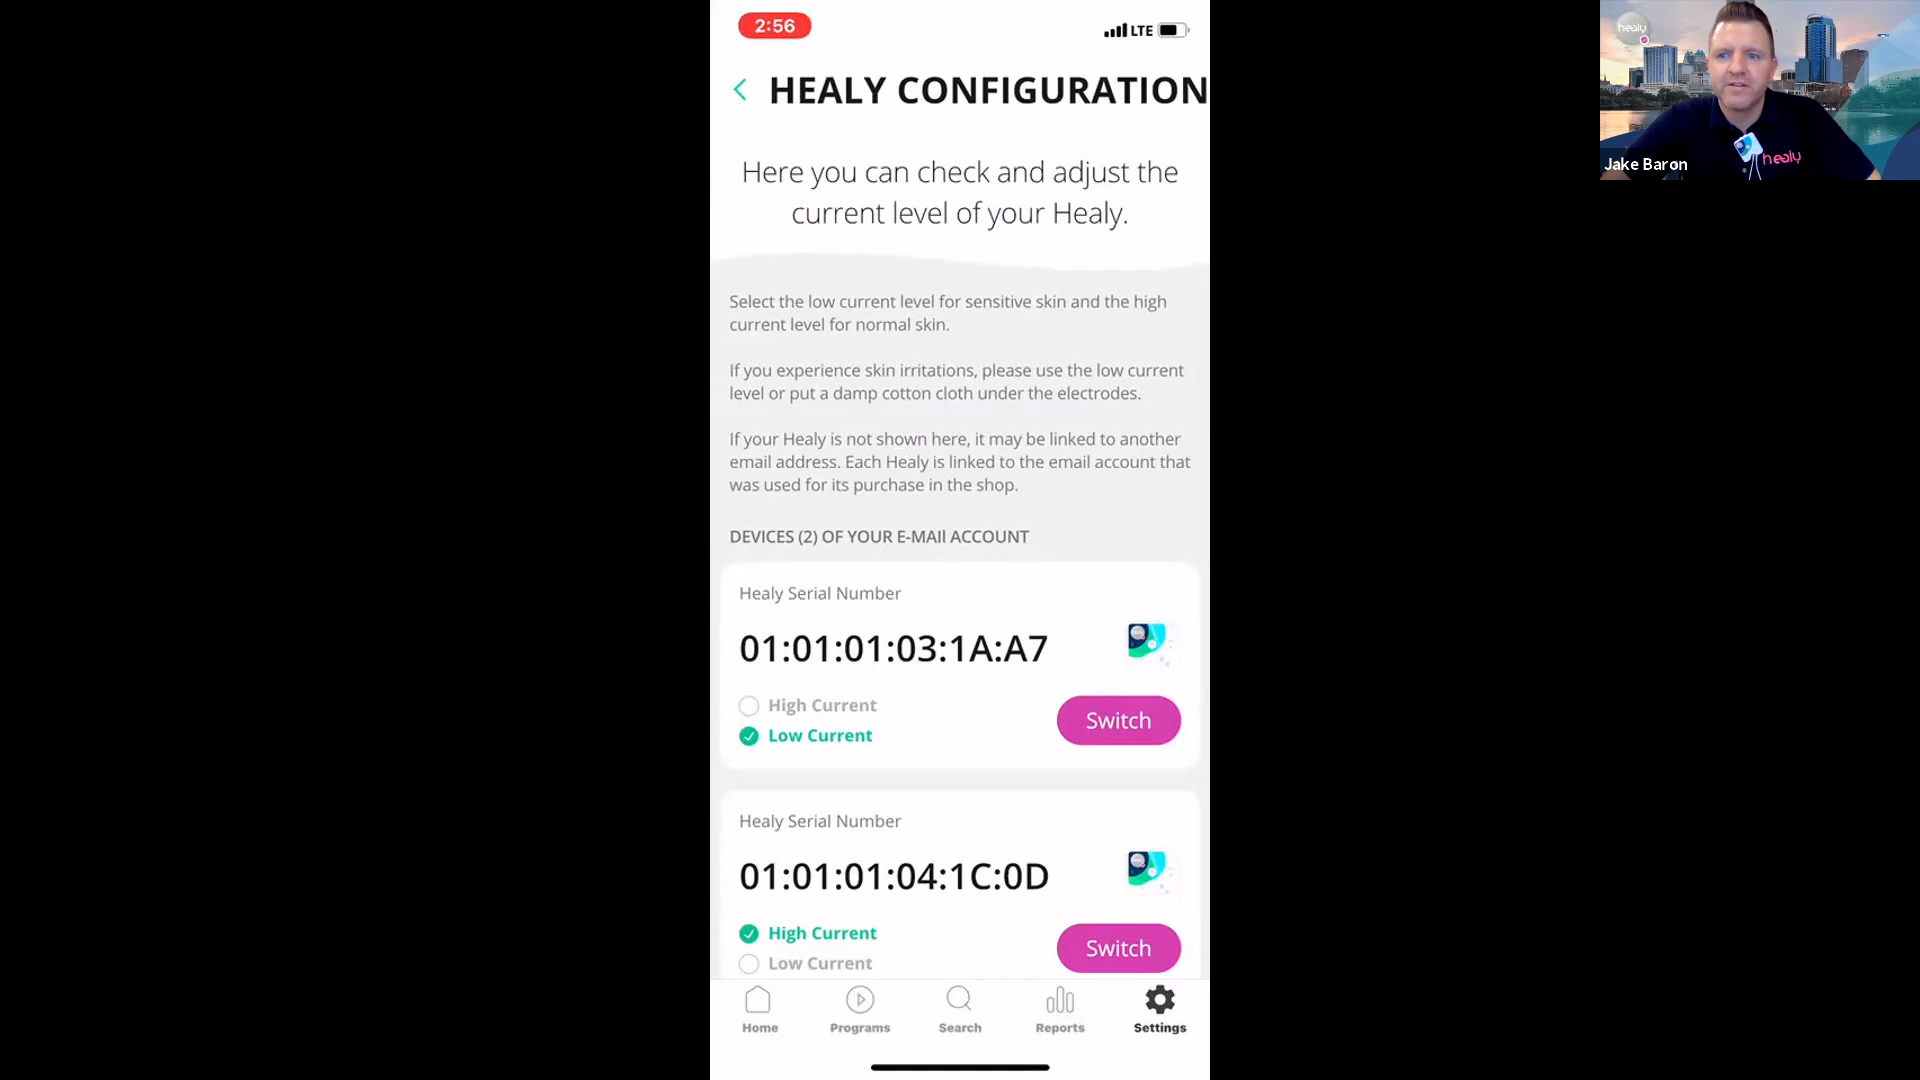 2:56
LTE
HEALY CONFIGURATION
Here you can check and adjust the
current level of your Healy.
Select the low current level for sensitive skin and the high
current level for normal skin.
If you experience skin irritations, please use the low current
level or put a damp cotton cloth under the electrodes.
If your Healy is not shown here, it may be linked to another
email address. Each Healy is linked to the email account that
was used for its purchase in the shop.
DEVICES (2) OF YOUR E-MAIl ACCOUNT
Healy Serial Number
01:01:01:03:1A:A7
High Current
Low Current
Switch
Healy Serial Number
01:01:01:04:1C:0D
High Current
Low Current
Switch
Home
Programs
Search
Reports
Settings
healy
healy
Jake Baron